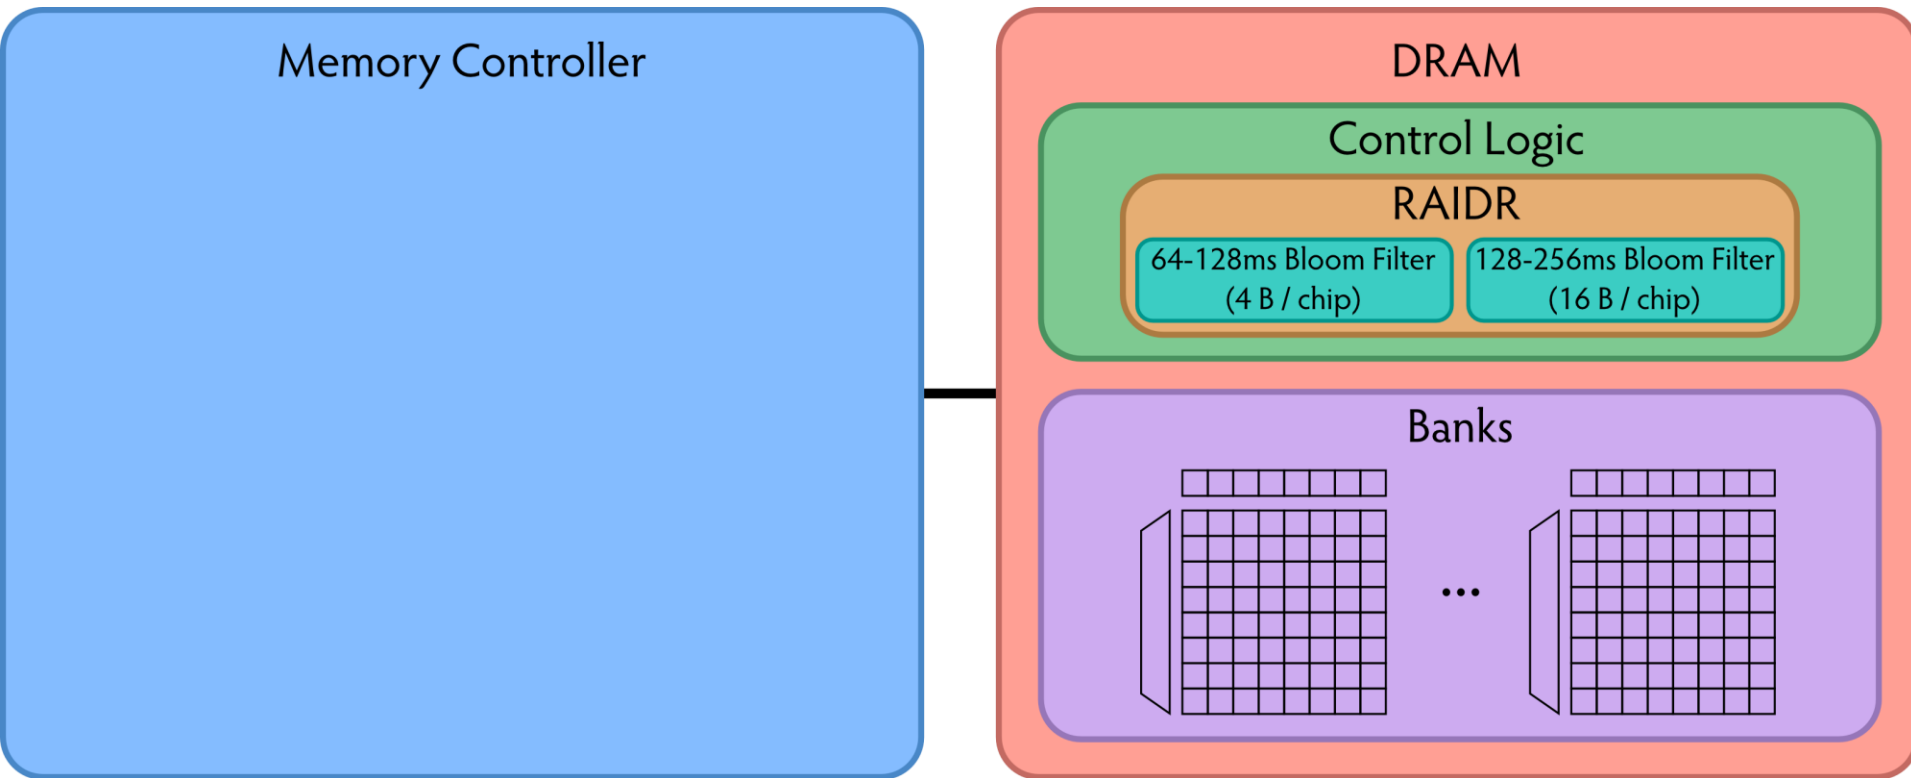 Memory Controller
DRAM
Control Logic
RAIDR
64-128ms Bloom Filter
(4 B / chip)
128-256ms Bloom Filter
(16 B / chip)
Banks
...